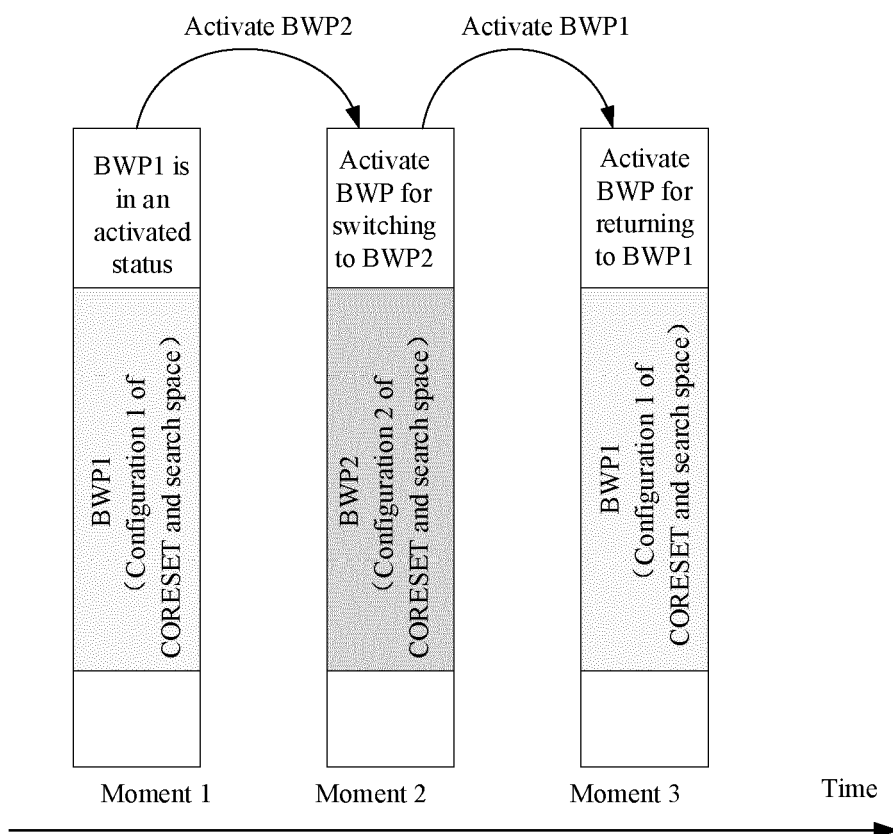 Activate BWP2
Activate BWP1
BWP1 is
in an
activated
status
Activate
BWP for
switching
to BWP2
Activate
BWP for
returning
to BWP1
BWP1
(Configuration 1 of
CORESET and search space)
BWP2
(Configuration 2 of
CORESET and search space)
BWP1
(Configuration 1 of
CORESET and search space)
Moment 1
Moment 2
Moment 3
Time